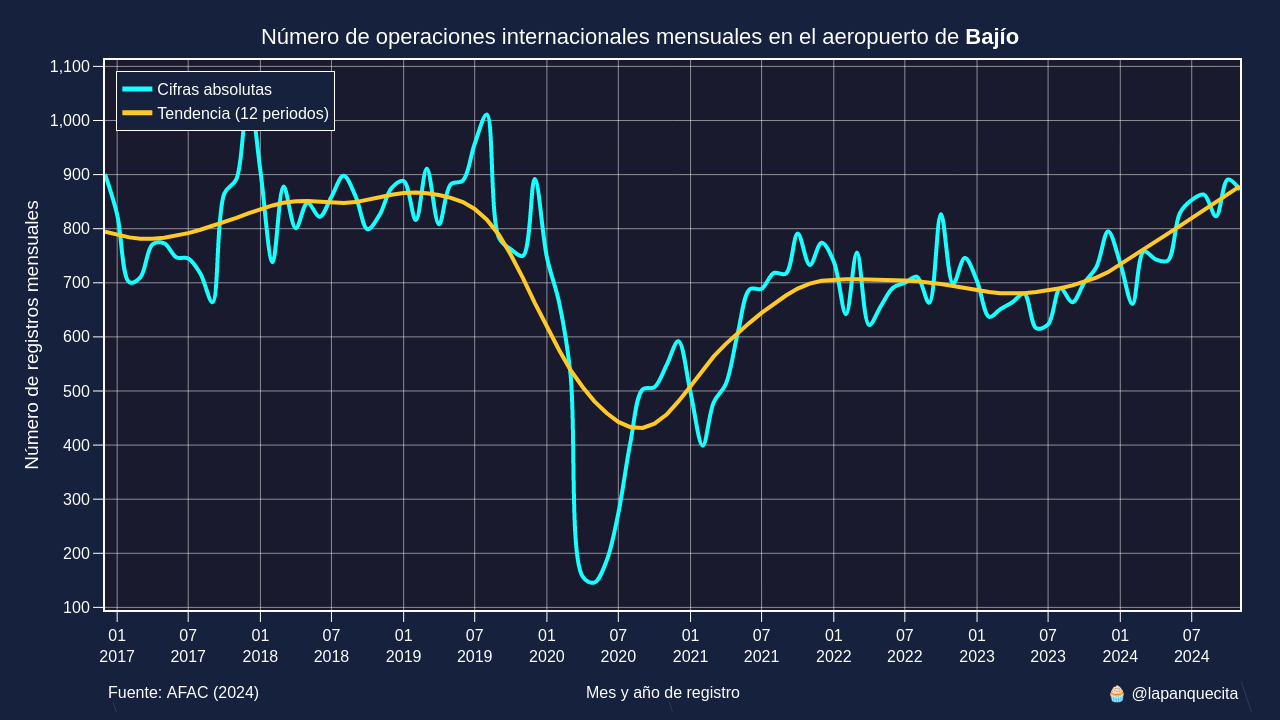 Número de operaciones internacionales mensuales en el aeropuerto de Bajío
Cifras absolutas
Tendencia (12 periodos)
Número de registros mensuales
1,100
1,000
900
800
700
600
500
400
300
200
100
01 07 01 07 01 07 01 07 01 07 01 07 01 07 01 07
2017 2017 2018 2018 2019 2019 2020 2020 2021 2021 2022 2022 2023 2023 2024 2024
Fuente: AFAC (2024)
Mes y año de registro
🧁 @lapanquecita